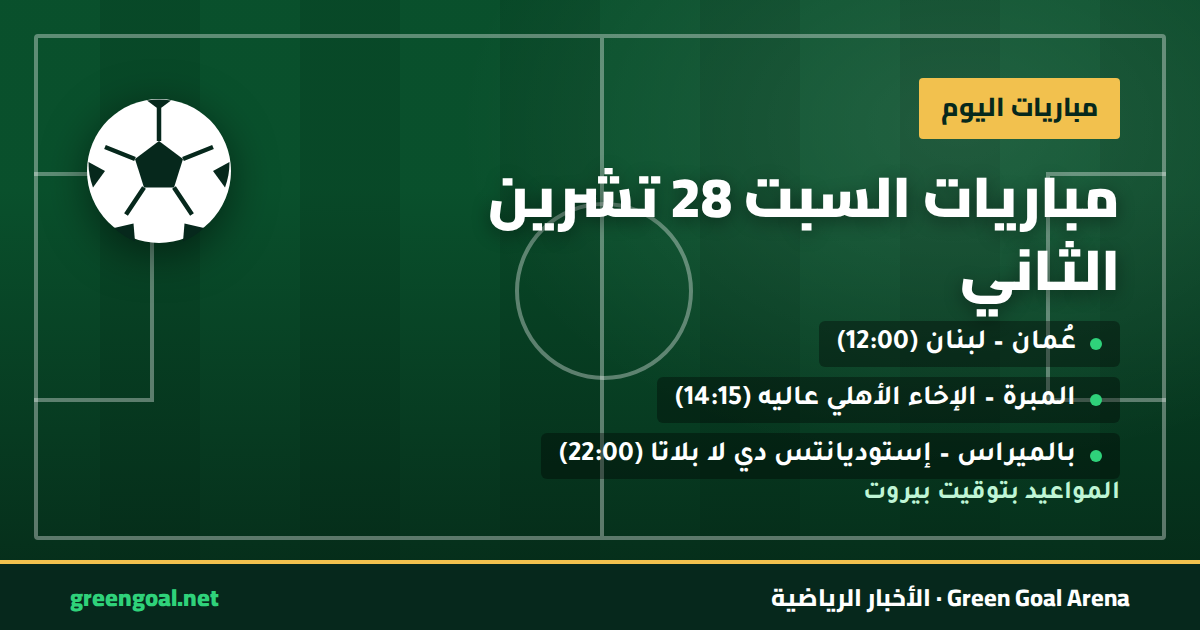 مباريات اليوم
مباريات السبت 28 تشرين
الثاني
عُمان - لبنان (12:00)
المبرة - الإخاء الأهلي عاليه (14:15)
بالميراس - إستوديانتس دي لا بلاتا (22:00)
المواعيد بتوقيت بيروت
Green Goal Arena · الأخبار الرياضية
greengoal.net